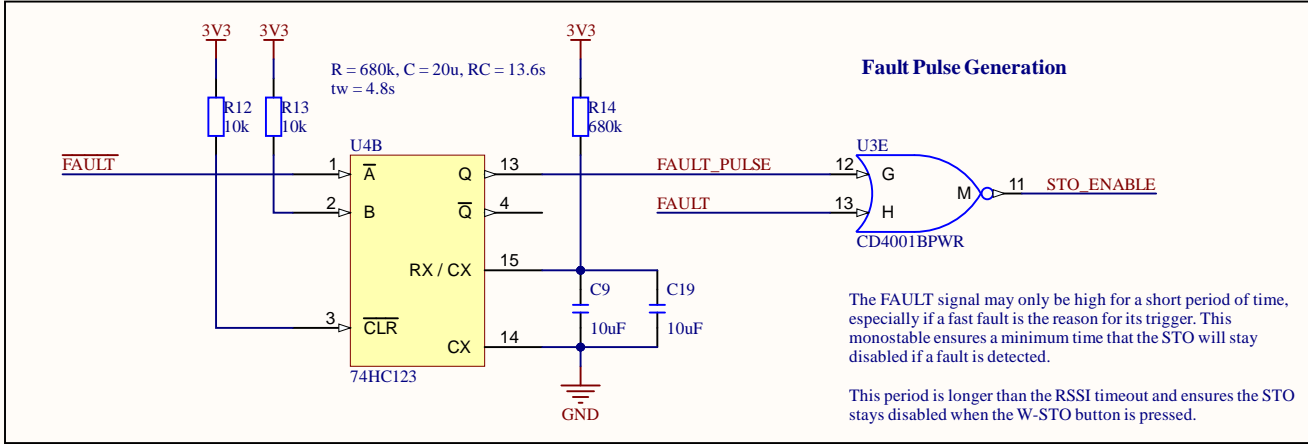 3V3
3V3
3V3
R = 680k, C = 20u, RC = 13.6s
tw = 4.8s
Fault Pulse Generation
R12
10k
R13
10k
R14
680k
U4B
U3E
FAULT
1
A
Q
13
FAULT_PULSE
12
G
2
B
Q
4
FAULT
13
H
M
11
STO_ENABLE
CD4001BPWR
RX / CX
15
C9
10uF
C19
10uF
3
CLR
CX
14
74HC123
GND
The FAULT signal may only be high for a short period of time,
especially if a fast fault is the reason for its trigger. This
monostable ensures a minimum time that the STO will stay
disabled if a fault is detected.
This period is longer than the RSSI timeout and ensures the STO
stays disabled when the W-STO button is pressed.